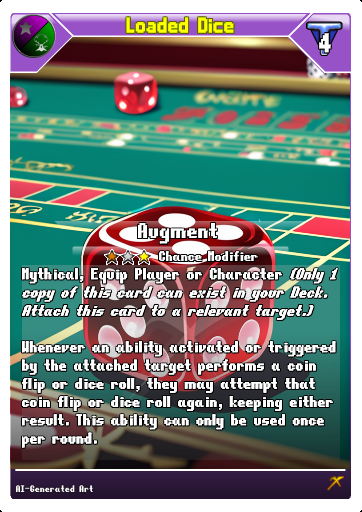 Loaded Dice
4
Augment
Chance Modifier
Mythical, Equip Player or Character (Only 1
copy of this card can exist in your Deck.
Attach this card to a relevant target.)
Whenever an ability activated or triggered
by the attached target performs a coin
flip or dice roll, they may attempt that
coin flip or dice roll again, keeping either
result. This ability can only be used once
per round.
AI-Generated Art